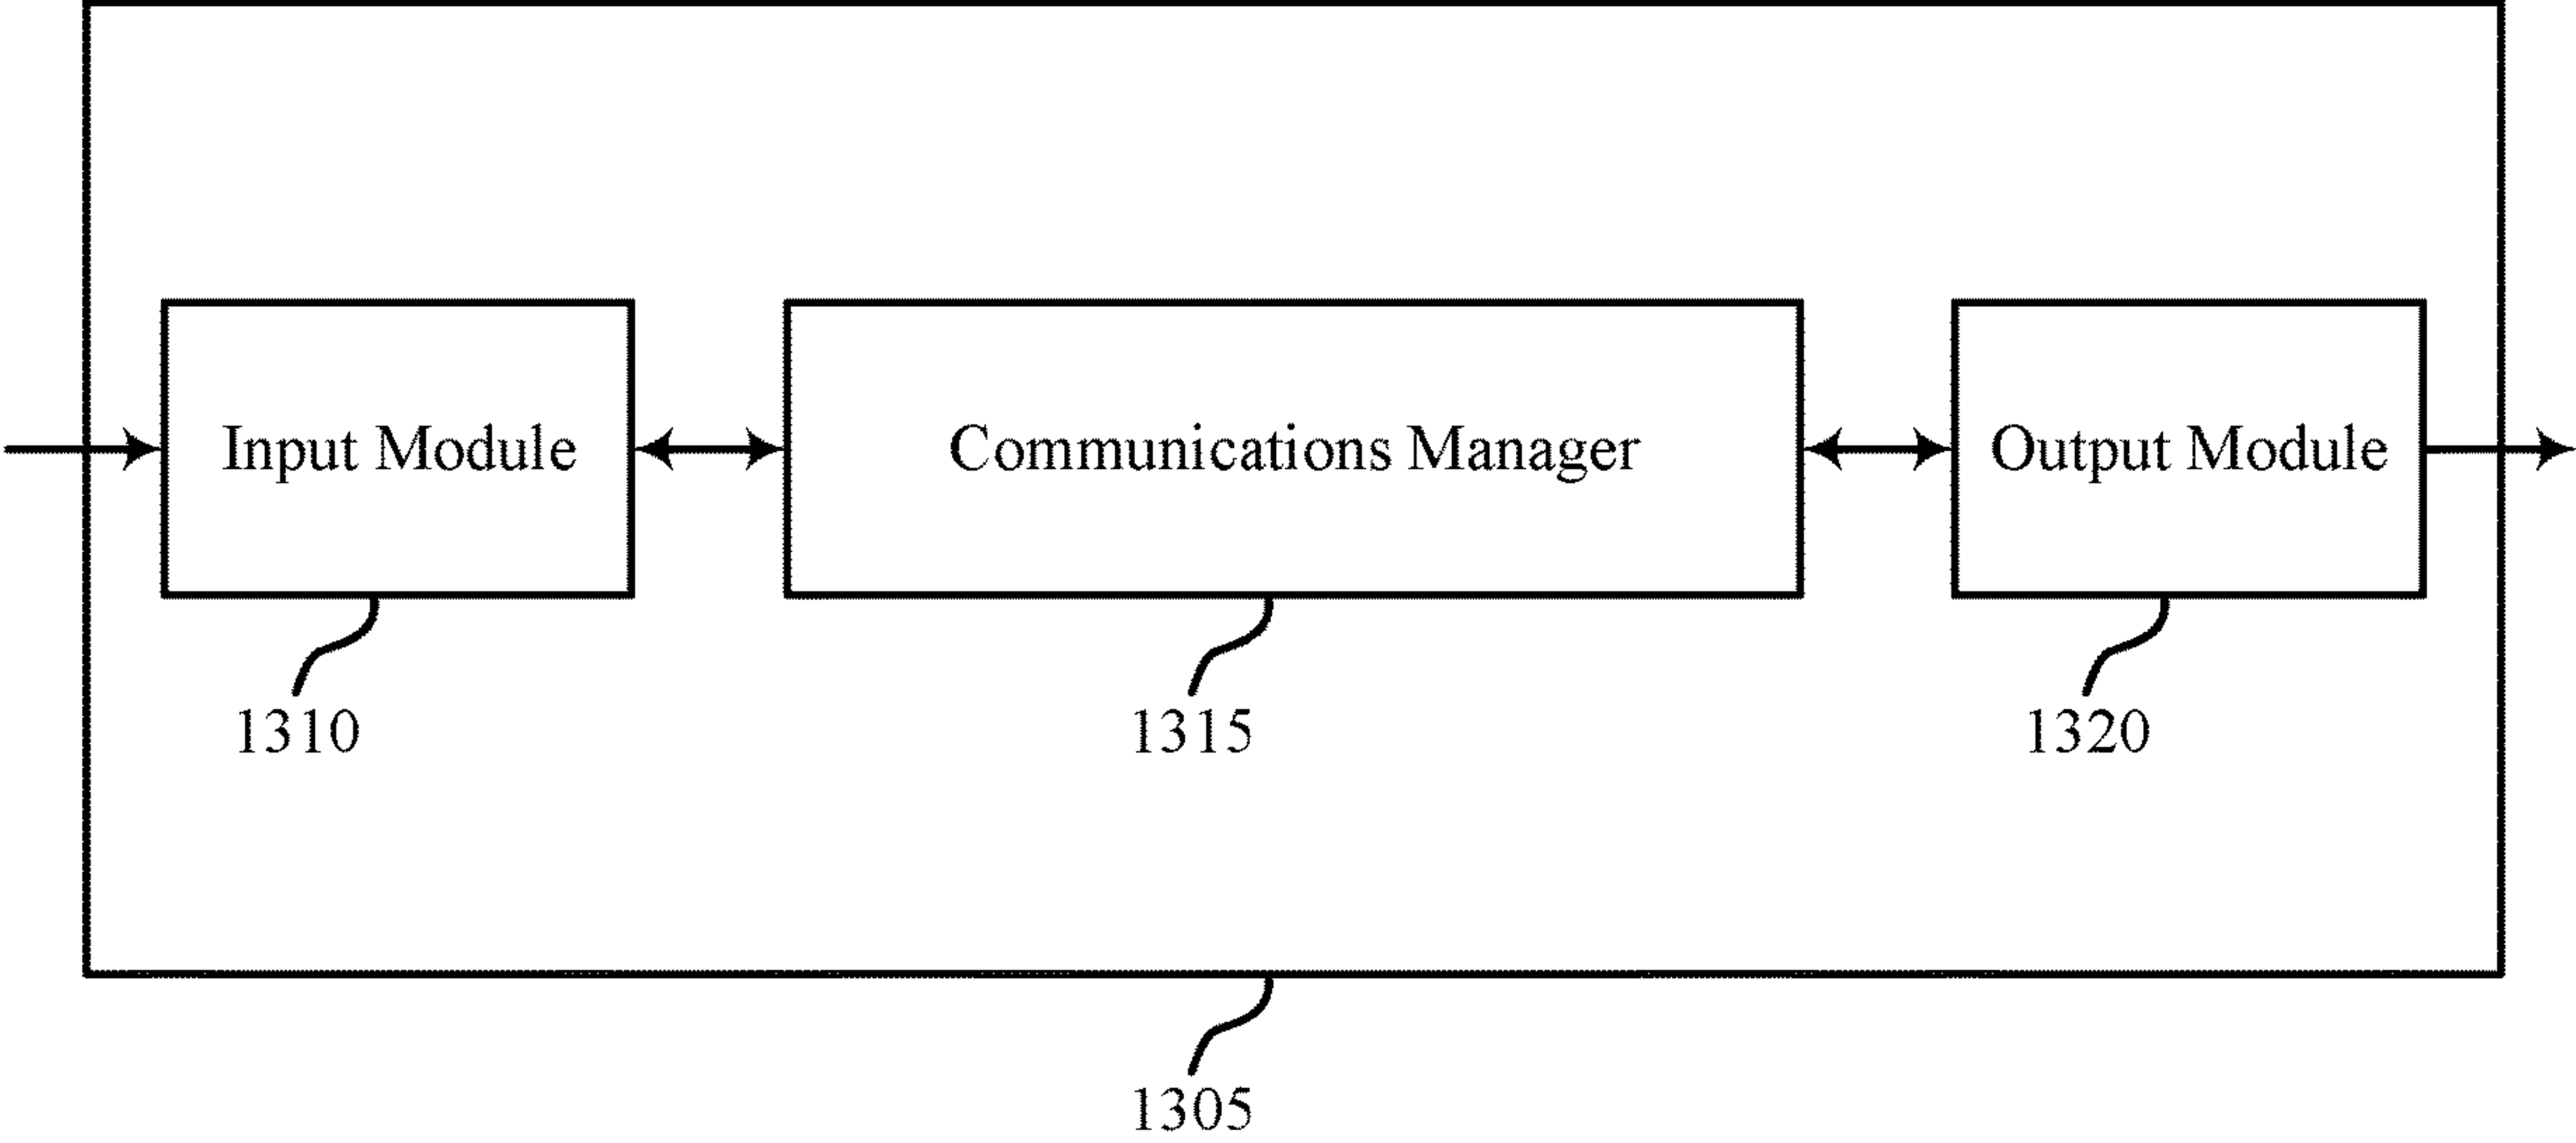 Input Module
Communications Manager
Output Module
1310
1315
1320
1305